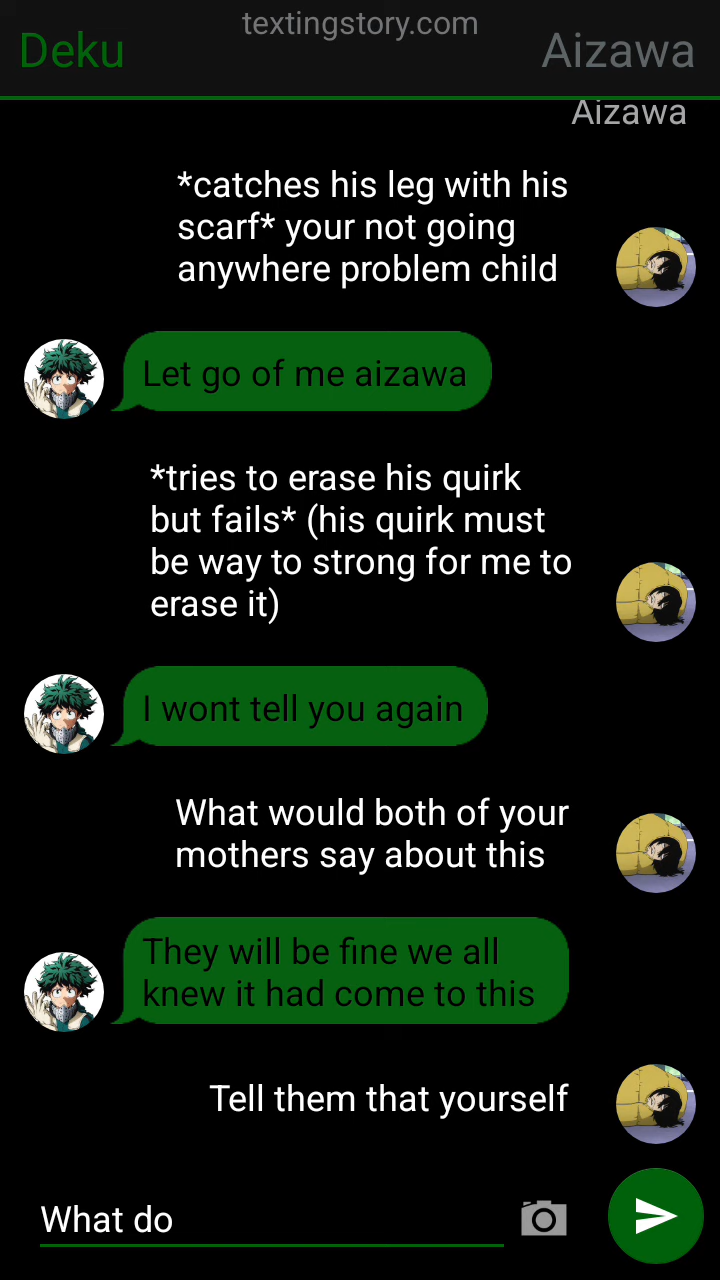 textingstory.com
Deku
Aizawa
Aizawa
*catches his leg with his
scarf* your not going
anywhere problem child
Let go of me aizawa
*tries to erase his quirk
but fails* (his quirk must
be way to strong for me to
erase it)
I wont tell you again
What would both of your
mothers say about this
They will be fine we all
knew it had come to this
Tell them that yourself
What do